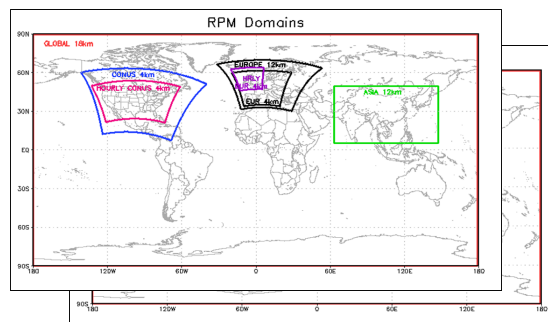 RPM Domains
90N
GLOBAL 18km
EUROPE 12km
CONUS 4km
60N
HRLY
EUR 4km
HOURLY CONUS 4km
ASIA 12km
EUR 4km
30N
EQ
30S
60S
90S
180
120W
60W
0
60E
120E
180
90S
180
120W
60W
0
60E
120E
180